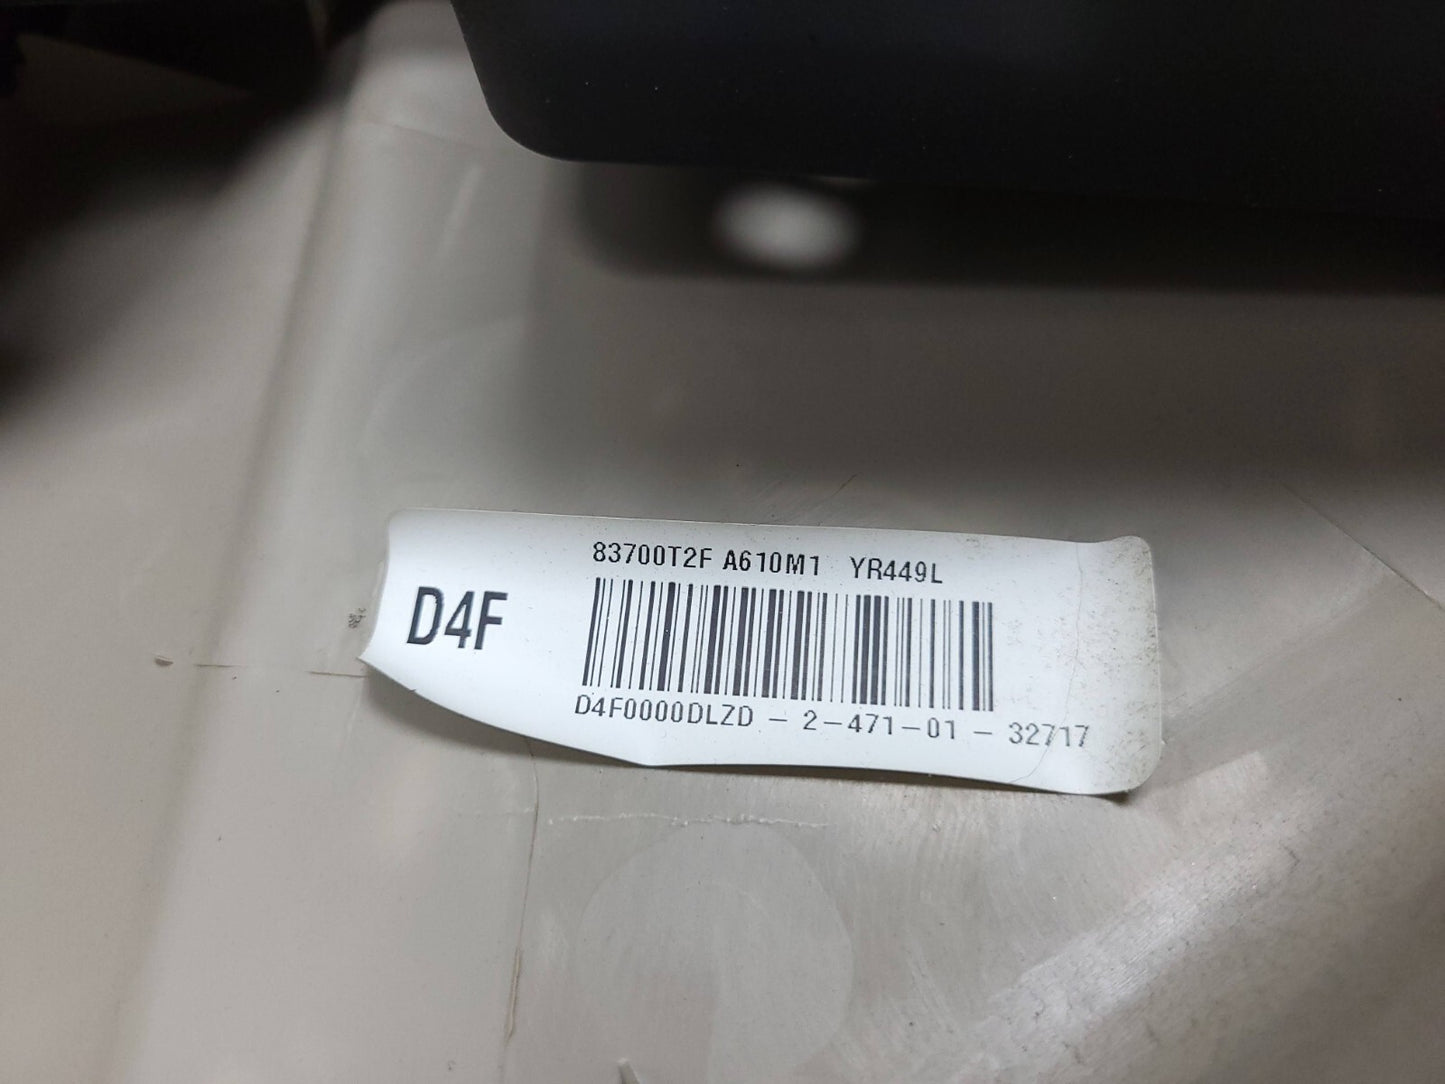 83700T2F A610M1 YR449L
D4F
D4F0000DLZD - 2-471-01 - 32717